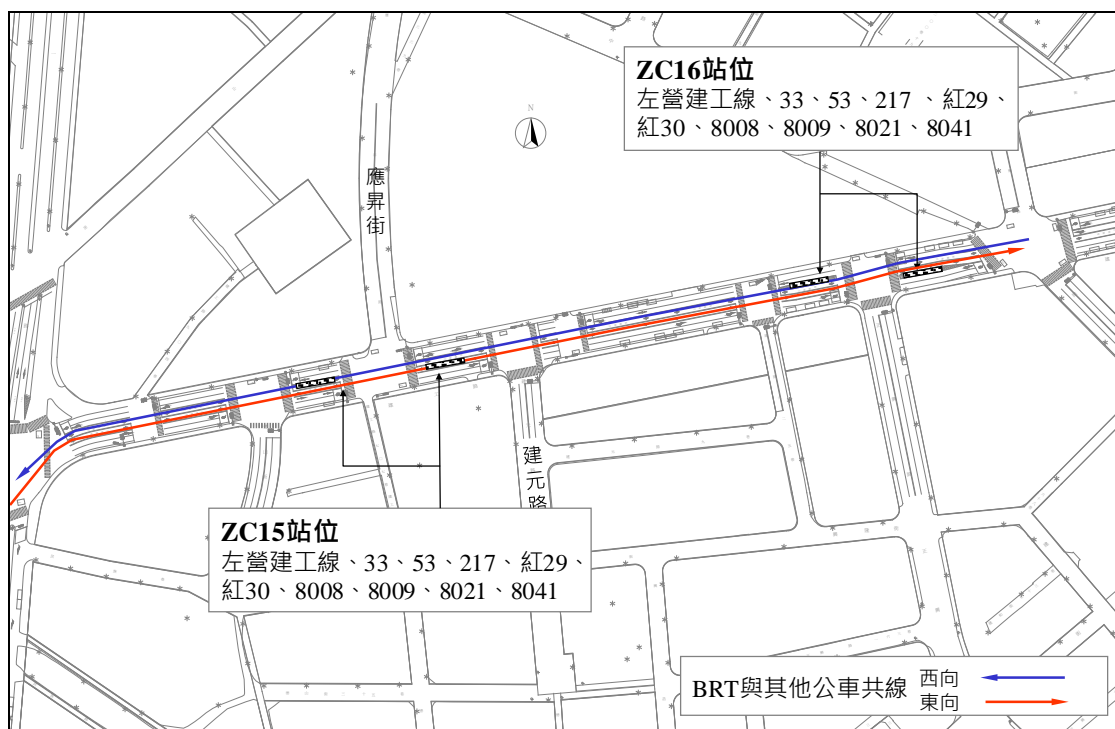 ZC16站位
左營建工線、33、53、217 、紅29、
紅30、8008、8009、8021、8041
N
應昇街
建元路
ZC15站位
左營建工線、33、53、217、紅29、
紅30、8008、8009、8021、8041
BRT與其他公車共線
西向
東向